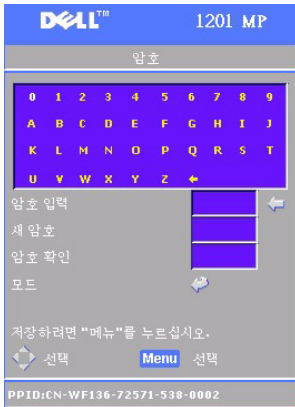 DELL™ 1201 MP
암호
0 1 2 3 4 5 6 7 8 9
A B C D E F G H I J
K L M N O P Q R S T
U V W X Y Z
암호 입력
새 암호
암호 확인
모드
저장하려면 "메뉴"를 누르십시오.
선택 Menu 선택
PPID:CN-WF136-72571-538-0002